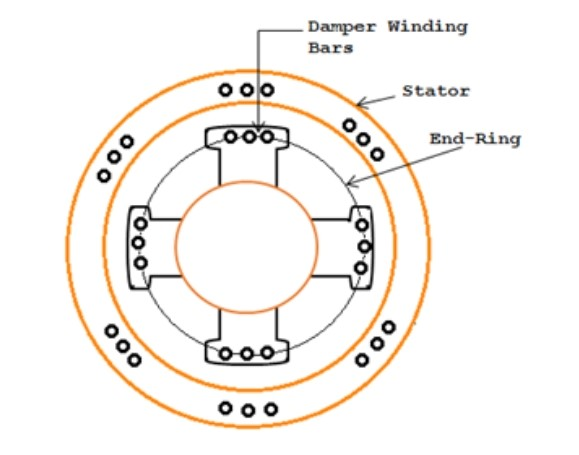 Damper Winding
Bars
Stator
End-Ring